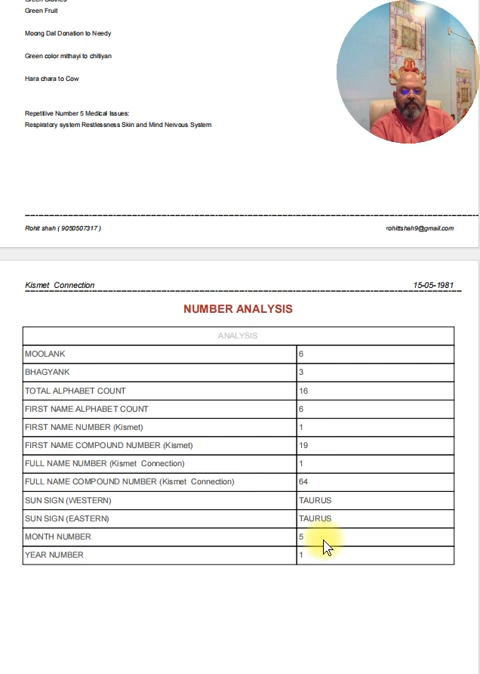 Green Fruit
Moong Dal Donation to Needy
Green color mithayi to chitiyan
Hara chara to Cow
Repetitive Number 5 Medical Issues:
Respiratory system Restlessness Skin and Mind Nervous System
Rohit shah ( 9050507317 ) rohittshah9@gmail.com
Kismet Connection 15-05-1981
NUMBER ANALYSIS
ANALYSIS
MOOLANK 6
BHAGYANK 3
TOTAL ALPHABET COUNT 16
FIRST NAME ALPHABET COUNT 6
FIRST NAME NUMBER (Kismet) 1
FIRST NAME COMPOUND NUMBER (Kismet) 19
FULL NAME NUMBER (Kismet Connection) 1
FULL NAME COMPOUND NUMBER (Kismet Connection) 64
SUN SIGN (WESTERN) TAURUS
SUN SIGN (EASTERN) TAURUS
MONTH NUMBER 5
YEAR NUMBER 1